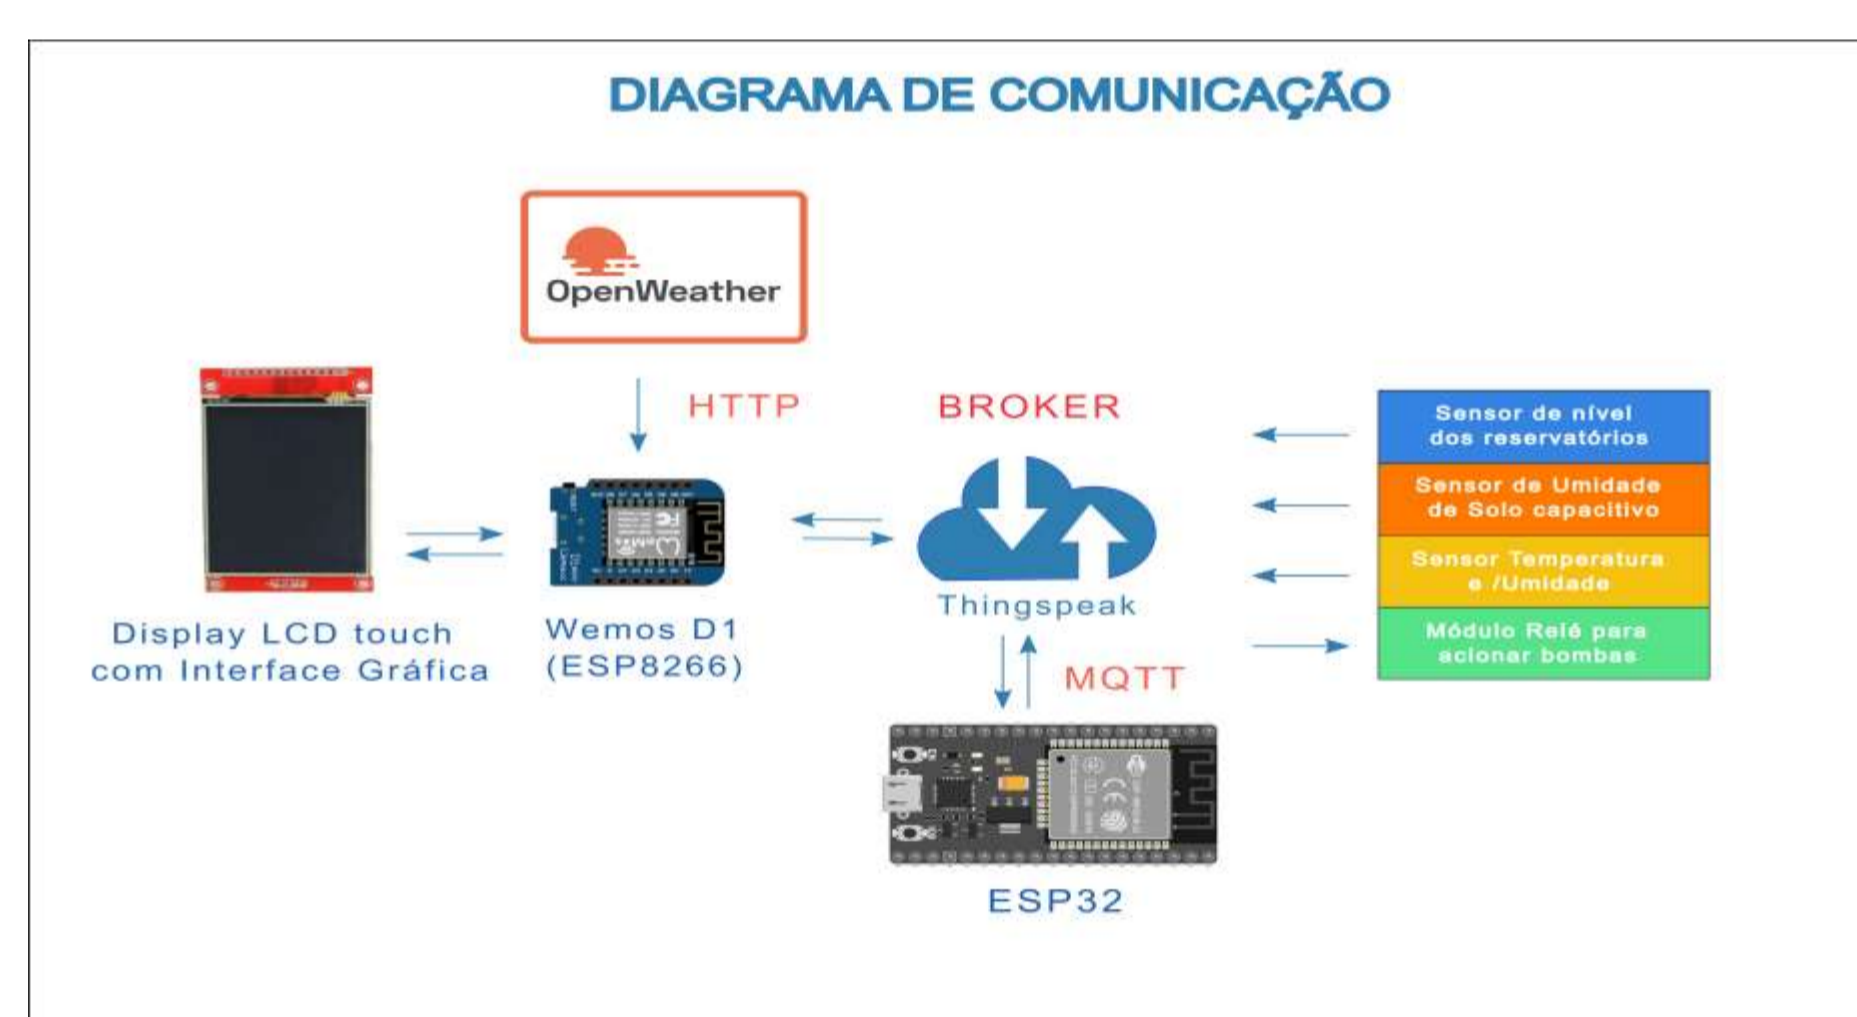 DIAGRAMA DE COMUNICAÇÃO
OpenWeather
HTTP
BROKER
Sensor de nível
dos reservatórios
Sensor de Umidade
de Solo capacitivo
Sensor Temperatura
e /Umidade
Módulo Relé para
acionar bombas
Thingspeak
Display LCD touch
com Interface Gráfica
Wemos D1
(ESP8266)
MQTT
ESP32